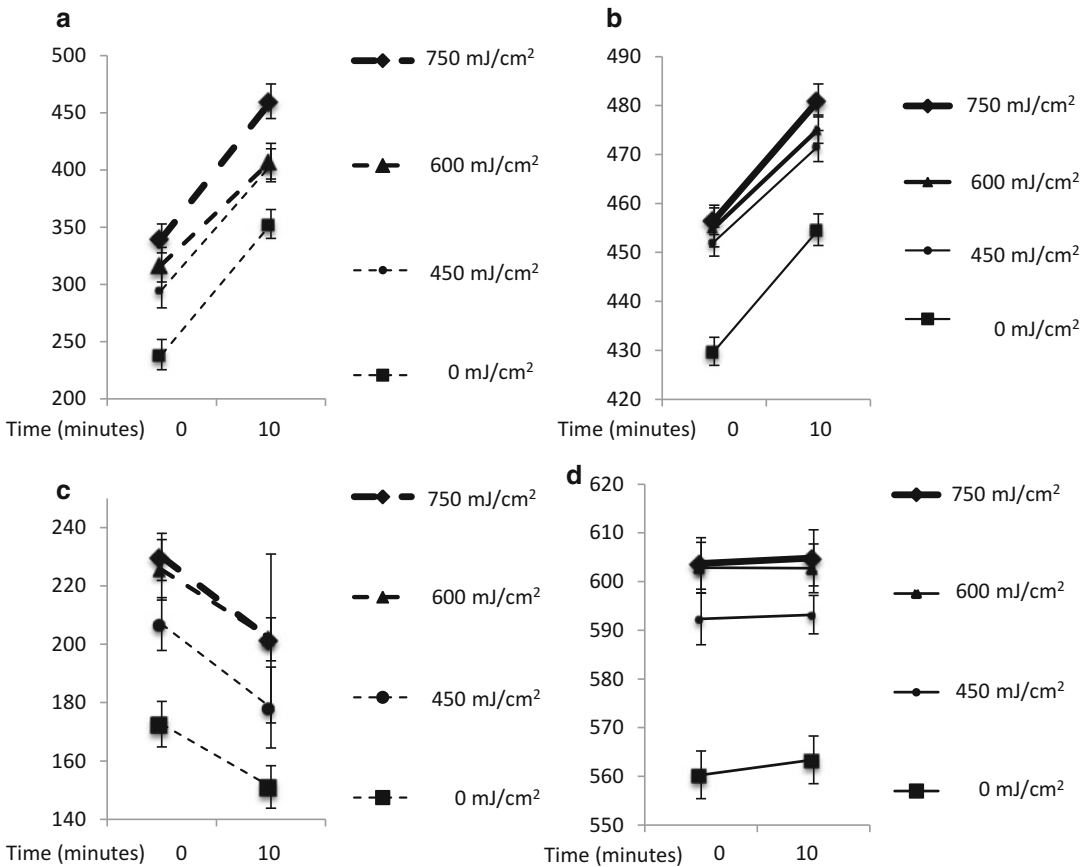 a
500
450
400
350
300
250
200
Time (minutes) 0 10
750 mJ/cm²
600 mJ/cm²
450 mJ/cm²
0 mJ/cm²
b
490
480
470
460
450
440
430
420
Time (minutes) 0 10
750 mJ/cm²
600 mJ/cm²
450 mJ/cm²
0 mJ/cm²
c
240
220
200
180
160
140
Time (minutes) 0 10
750 mJ/cm²
600 mJ/cm²
450 mJ/cm²
0 mJ/cm²
d
620
610
600
590
580
570
560
550
Time (minutes) 0 10
750 mJ/cm²
600 mJ/cm²
450 mJ/cm²
0 mJ/cm²